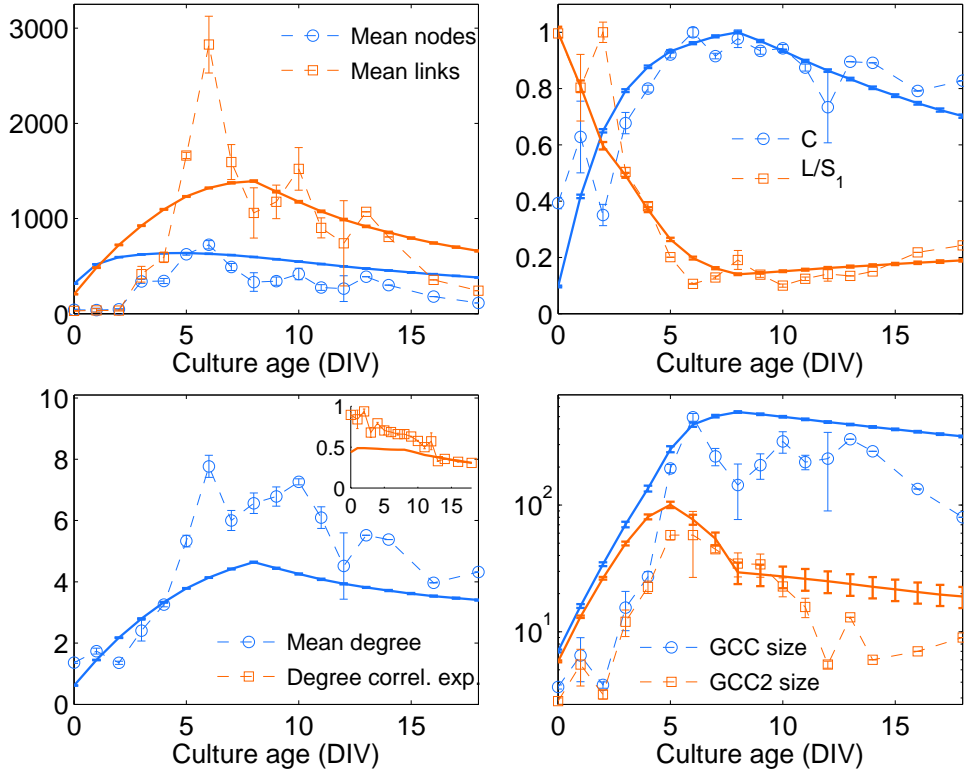 3000
2000
1000
0
0 5 10 15
Culture age (DIV)
Mean nodes
Mean links
1
0.8
0.6
0.4
0.2
0
0 5 10 15
Culture age (DIV)
C
L/S₁
10
8
6
4
2
0
0 5 10 15
Culture age (DIV)
1
0.5
0
0 5 10 15
Mean degree
Degree correl. exp.
10²
10¹
0 5 10 15
Culture age (DIV)
GCC size
GCC2 size